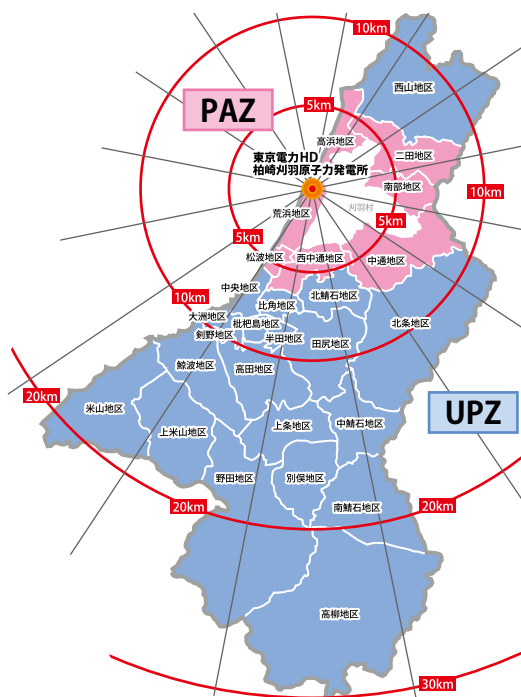 10km
西山地区
PAZ
5km
高浜地区
東京電力HD
柏崎刈羽原子力発電所
二田地区
南部地区
10km
荒浜地区
刈羽村
5km
5km
松波地区
西中通地区
中通地区
中央地区
10km
比角地区
北鯖石地区
大洲地区
枇杷島地区
北条地区
剣野地区
半田地区
田尻地区
鯨波地区
高田地区
20km
米山地区
UPZ
上米山地区
上条地区
中鯖石地区
野田地区
別俣地区
20km
南鯖石地区
20km
高柳地区
30km